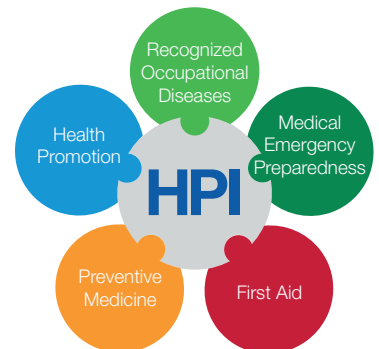 Recognized
Occupational
Diseases
Health
Promotion
Medical
Emergency
Preparedness
HPI
Preventive
Medicine
First Aid